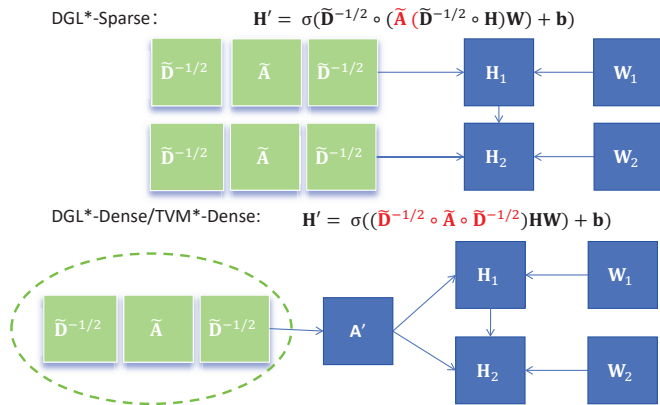 DGL*-Sparse: H′ = σ(D̃⁻¹/² ∘ (Ã (D̃⁻¹/² ∘ H)W) + b)
D̃⁻¹/² Ã D̃⁻¹/² H₁ W₁
D̃⁻¹/² Ã D̃⁻¹/² H₂ W₂
DGL*-Dense/TVM*-Dense: H′ = σ((D̃⁻¹/² ∘ Ã ∘ D̃⁻¹/²)HW) + b)
H₁ W₁
D̃⁻¹/² Ã D̃⁻¹/² A′
H₂ W₂